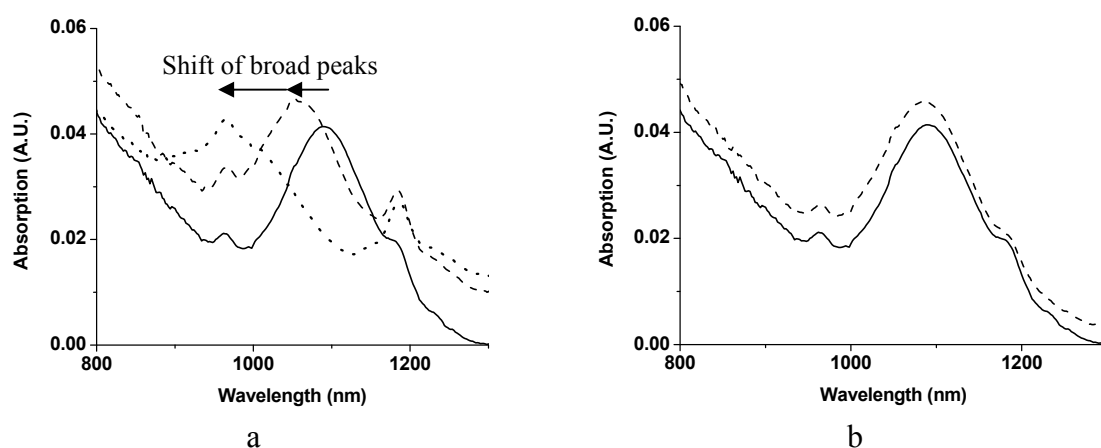 0.06
Shift of broad peaks
0.04
0.02
0.00
Absorption (A.U.)
800
1000
1200
Wavelength (nm)
a
0.06
0.04
0.02
0.00
Absorption (A.U.)
800
1000
1200
Wavelength (nm)
b